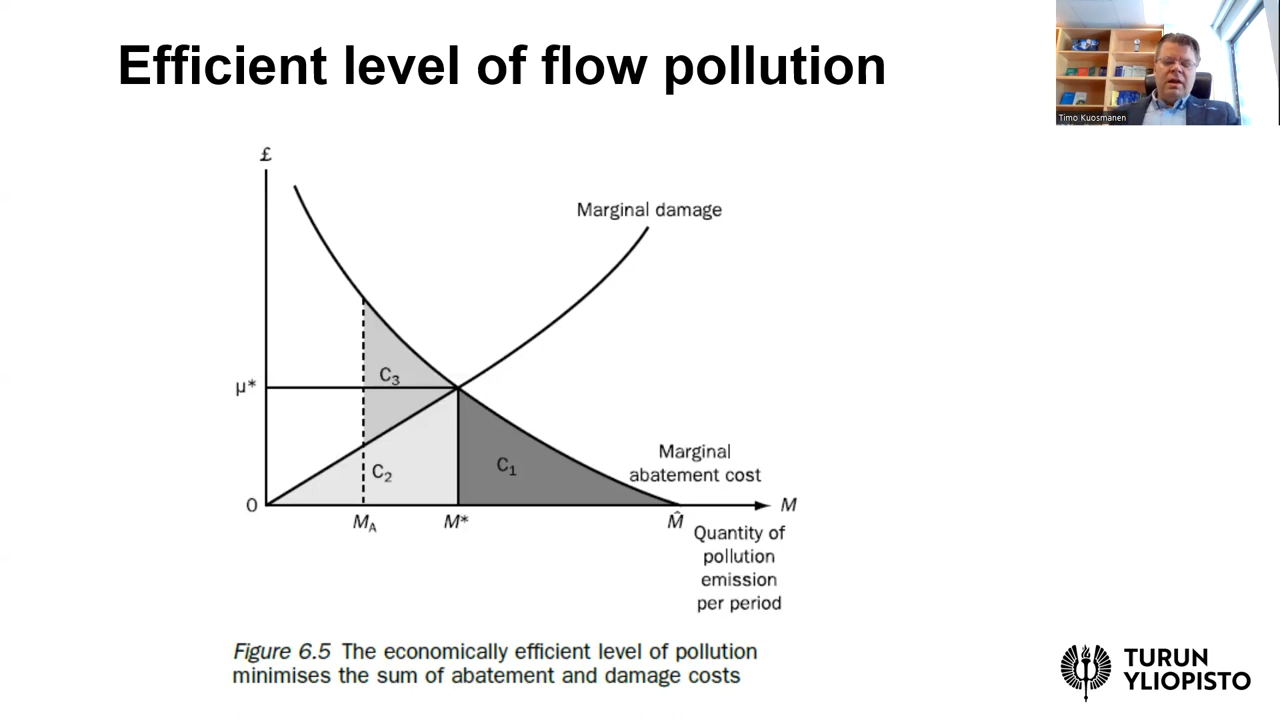 Efficient level of flow pollution
Timo Kuosmanen
£
Marginal damage
μ*
C₃
C₂
C₁
Marginal
abatement cost
0
M_A
M*
M̂
M
Quantity of
pollution
emission
per period
Figure 6.5 The economically efficient level of pollution
minimises the sum of abatement and damage costs
TURUN
YLIOPISTO